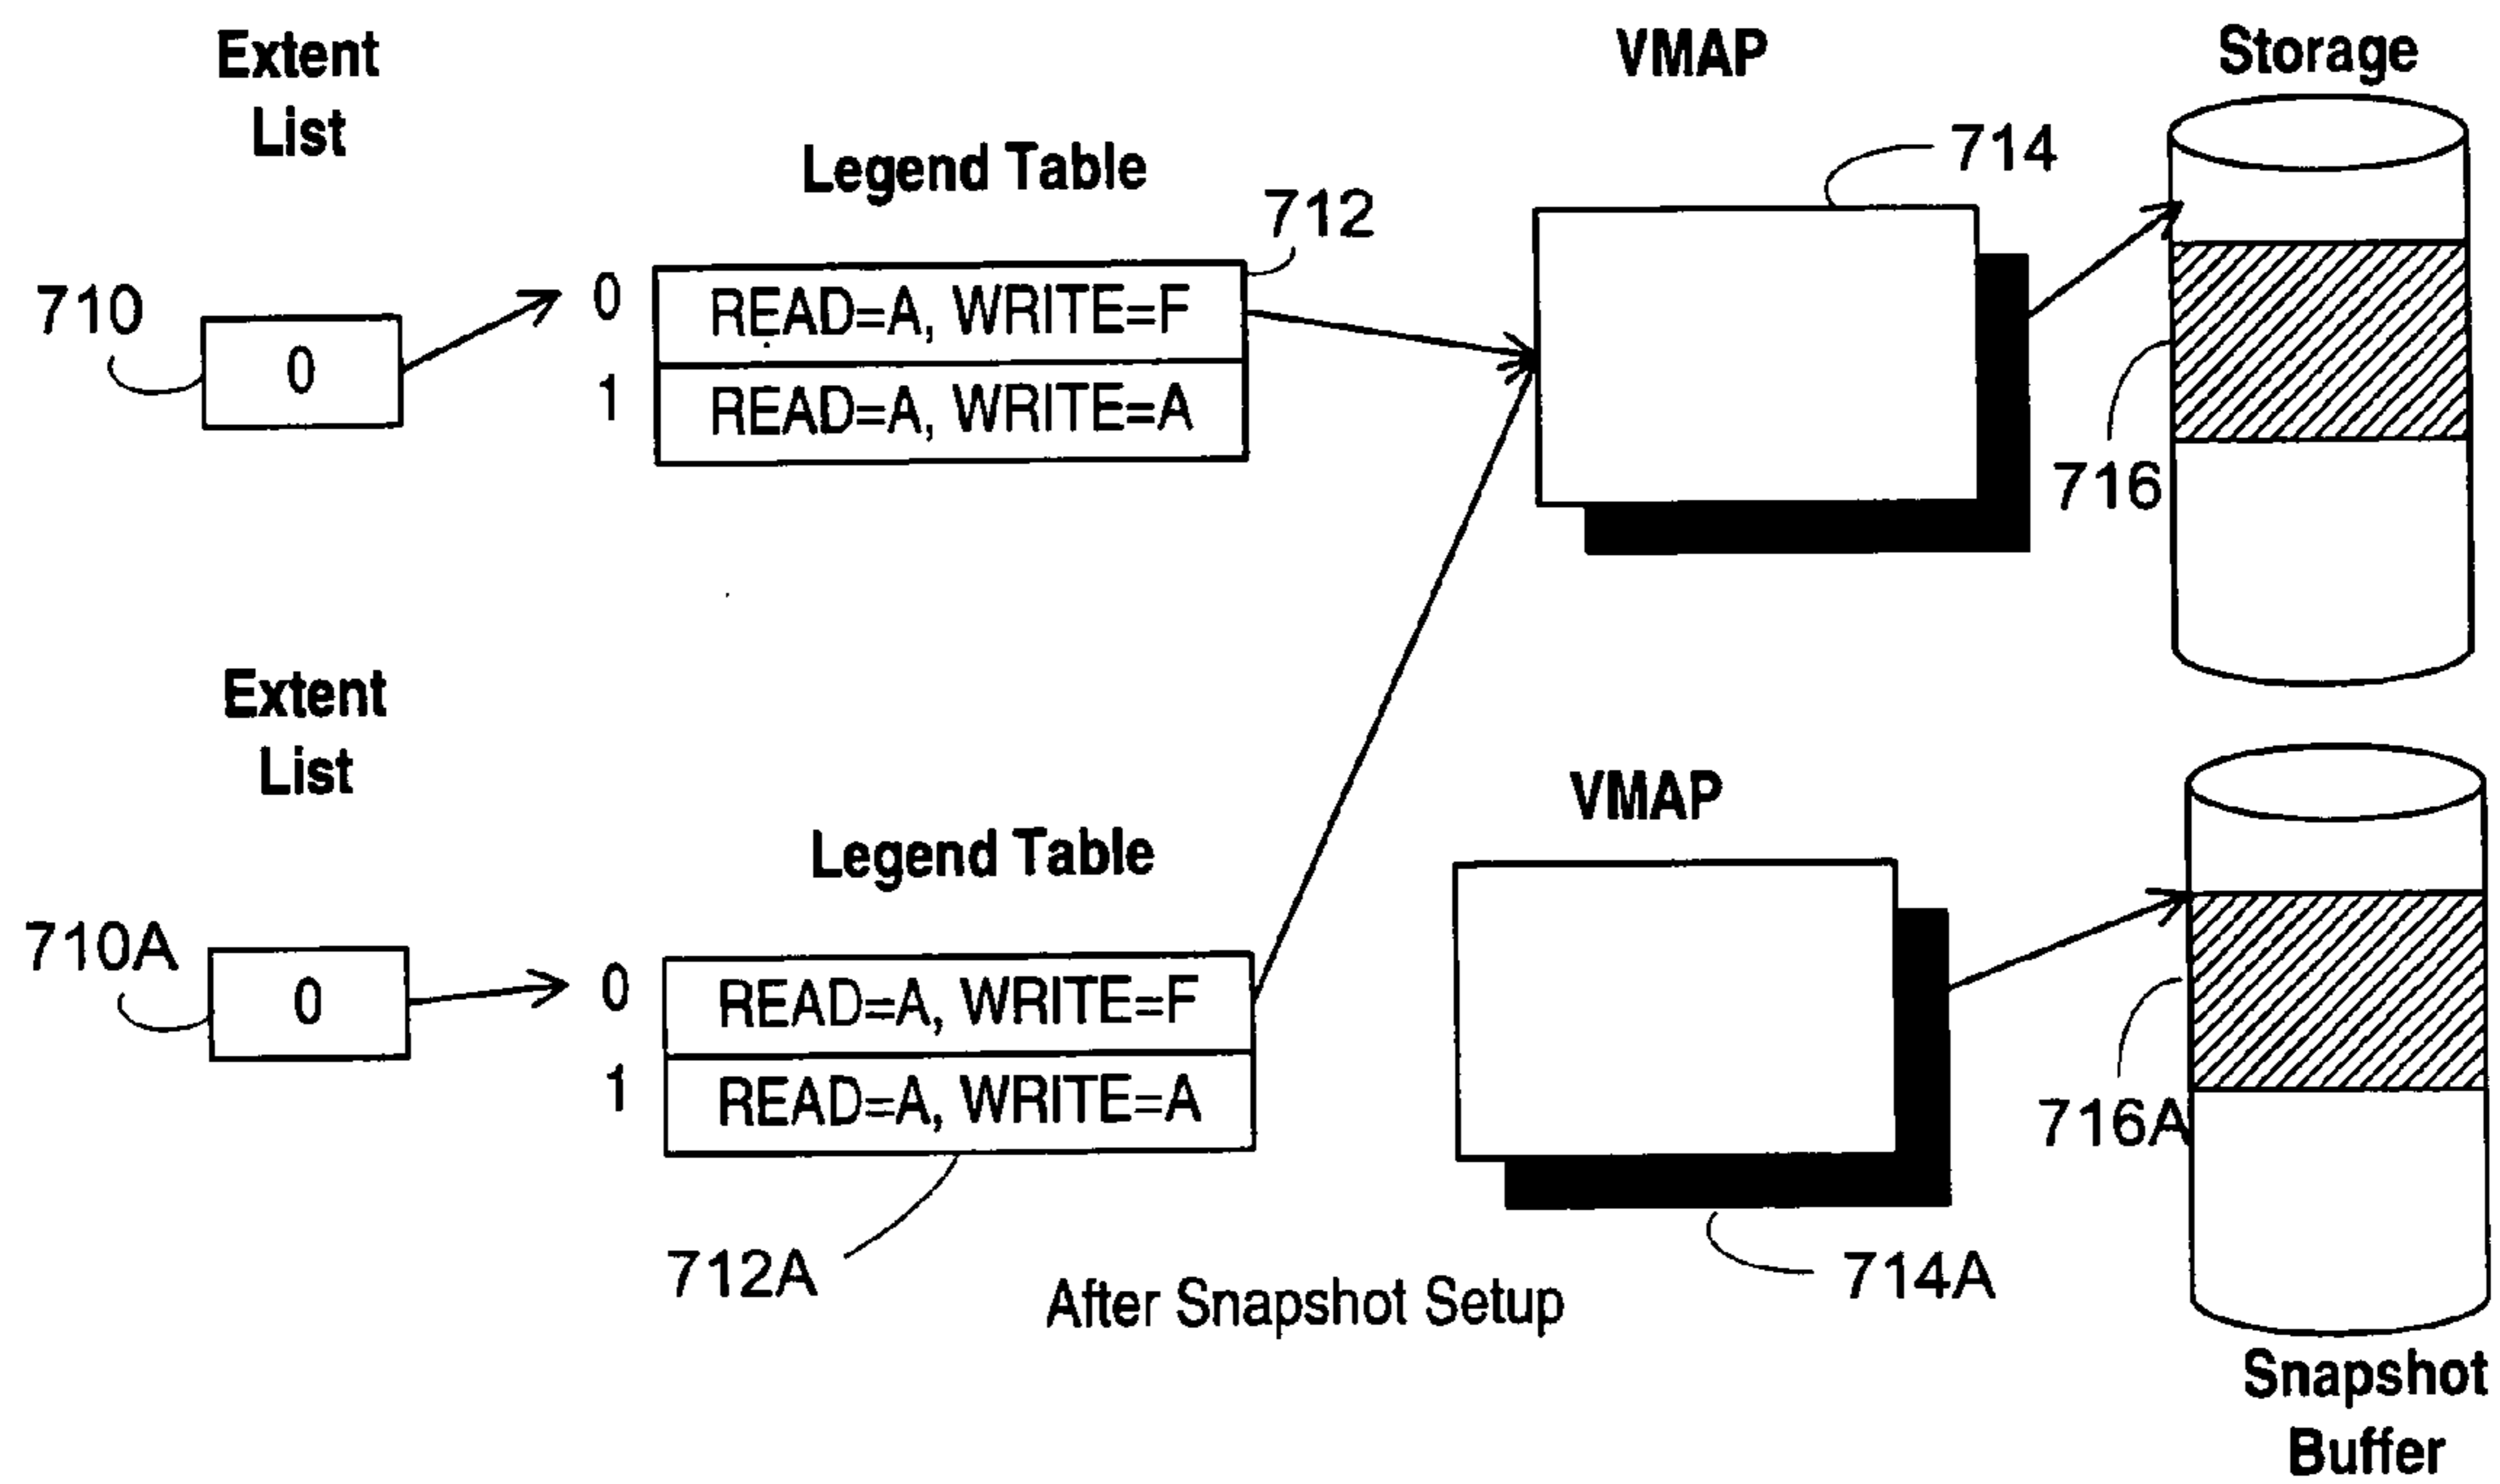 Extent
List
VMAP
Storage
Legend Table
714
712
710
0
0
READ=A, WRITE=F
1
READ=A, WRITE=A
716
Extent
List
VMAP
Legend Table
710A
0
0
READ=A, WRITE=F
1
READ=A, WRITE=A
716A
712A
714A
After Snapshot Setup
Snapshot
Buffer